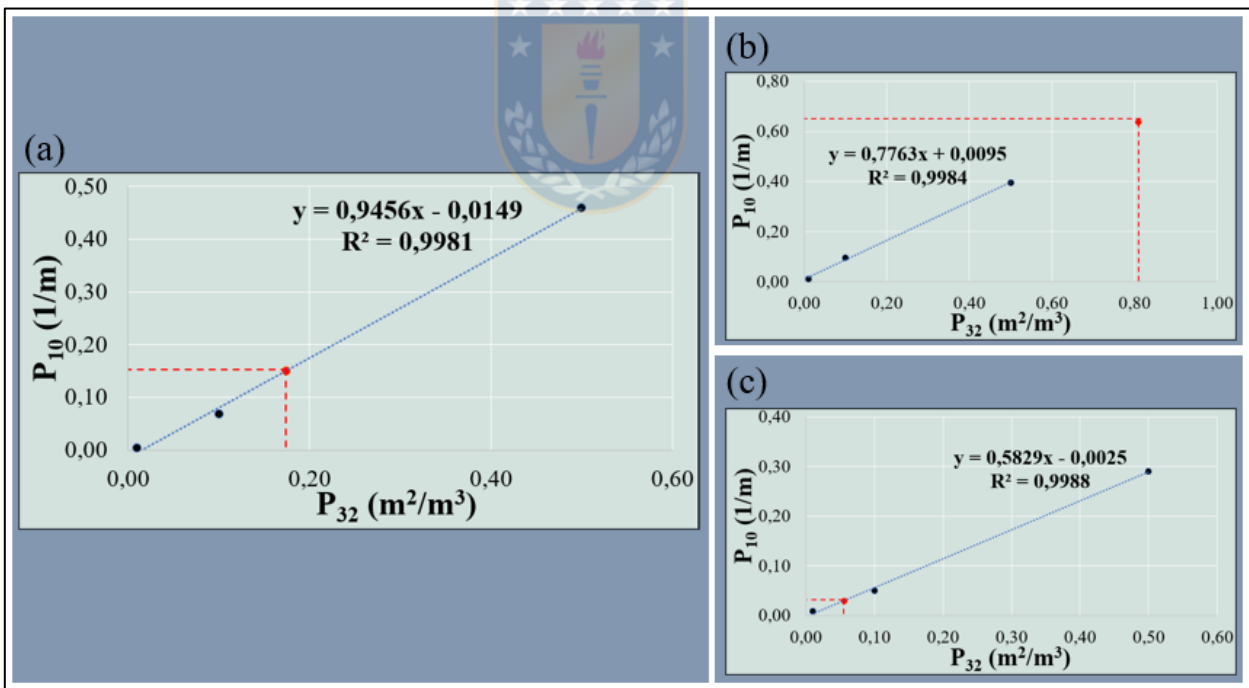 (a)
0,50
0,40
0,30
0,20
0,10
0,00
P₁₀ (1/m)
y = 0,9456x - 0,0149
R² = 0,9981
0,00 0,20 0,40 0,60
P₃₂ (m²/m³)
(b)
0,80
0,60
0,40
0,20
0,00
P₁₀ (1/m)
y = 0,7763x + 0,0095
R² = 0,9984
0,00 0,20 0,40 0,60 0,80 1,00
P₃₂ (m²/m³)
(c)
0,40
0,30
0,20
0,10
0,00
P₁₀ (1/m)
y = 0,5829x - 0,0025
R² = 0,9988
0,00 0,10 0,20 0,30 0,40 0,50 0,60
P₃₂ (m²/m³)